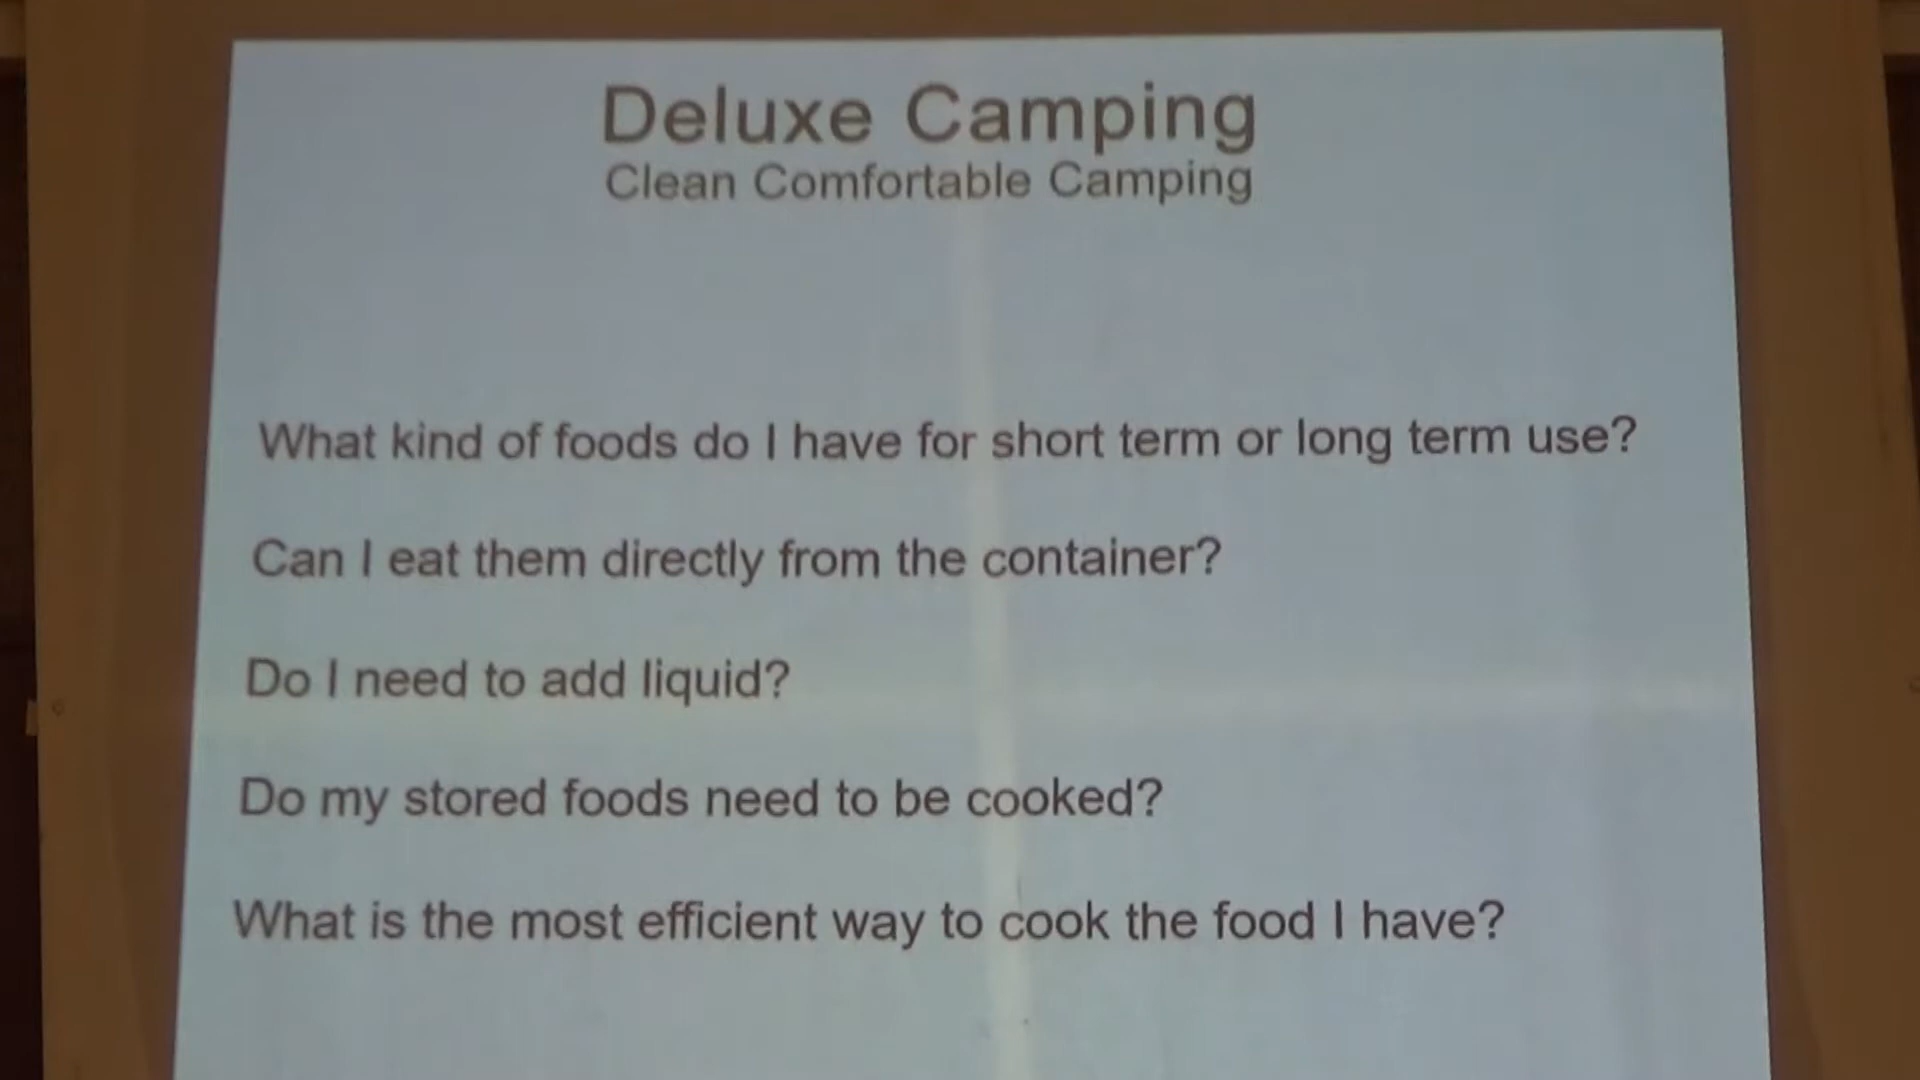 Deluxe Camping
Clean Comfortable Camping
What kind of foods do I have for short term or long term use?
Can I eat them directly from the container?
Do I need to add liquid?
Do my stored foods need to be cooked?
What is the most efficient way to cook the food I have?